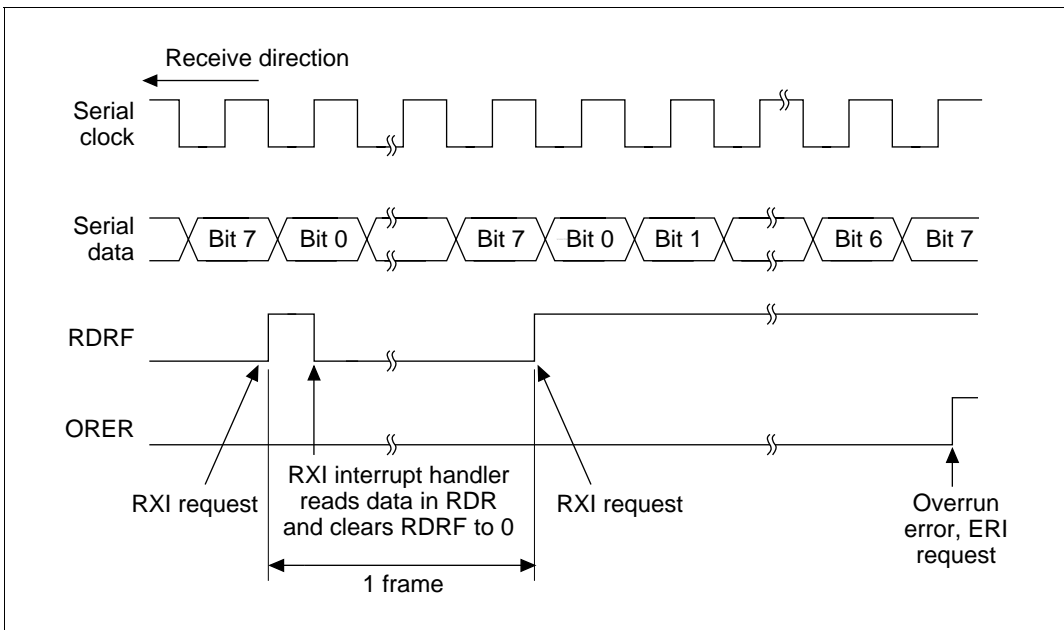 Receive direction
Serial
clock
Serial
data
Bit 7
Bit 0
Bit 7
Bit 0
Bit 1
Bit 6
Bit 7
RDRF
ORER
RXI request
RXI interrupt handler
reads data in RDR
and clears RDRF to 0
RXI request
Overrun
error, ERI
request
1 frame